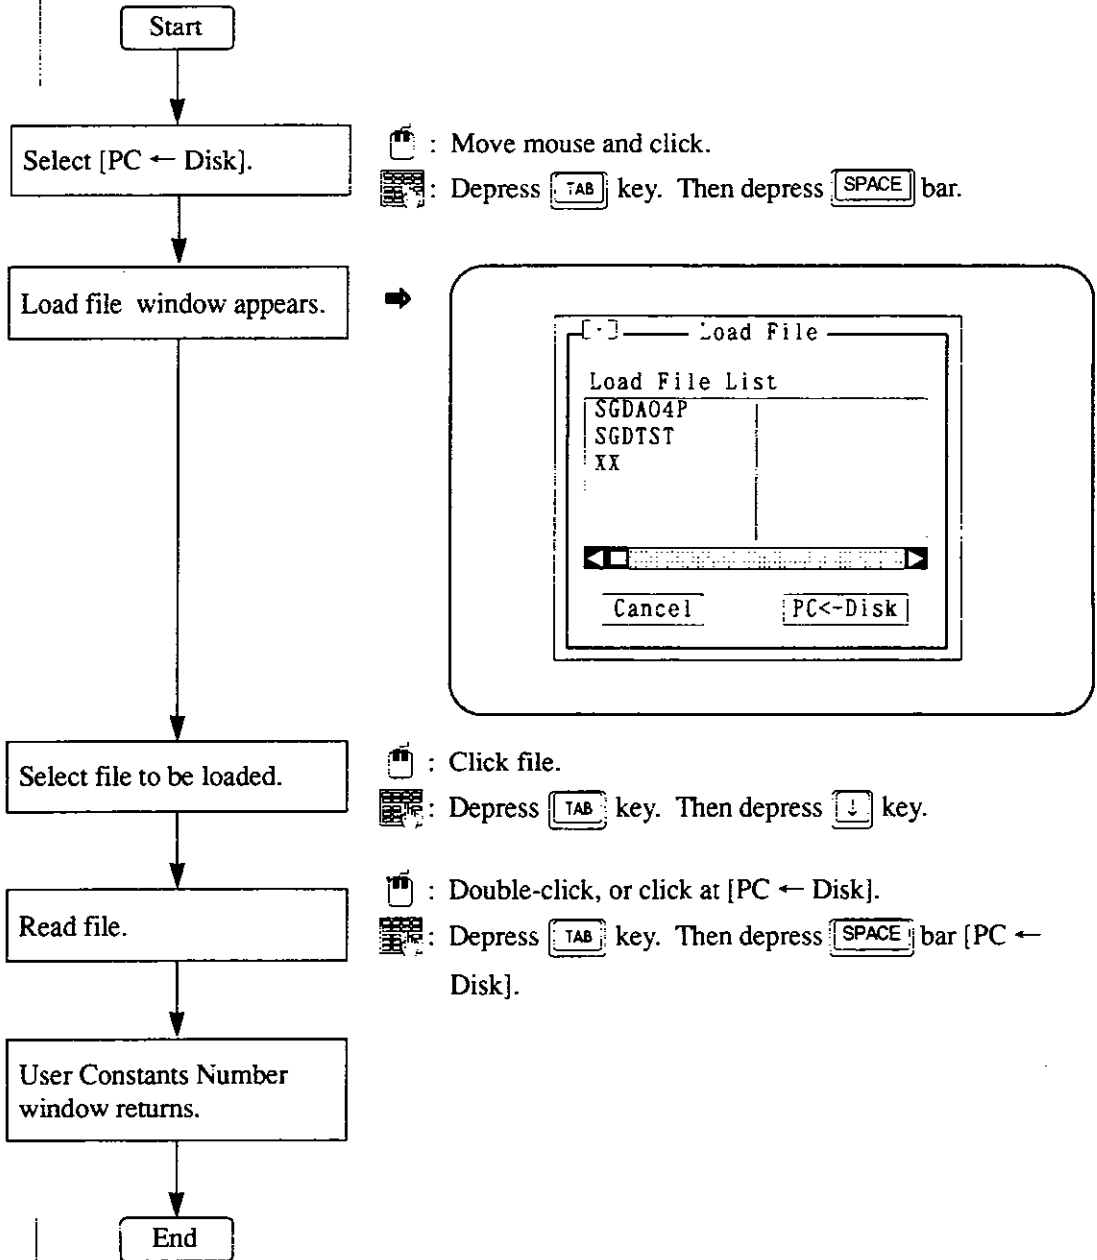 Start
Select [PC ← Disk].
: Move mouse and click.
: Depress TAB key. Then depress SPACE bar.
Load file window appears.
[·] Load File
Load File List
SGDA04P
SGDTST
XX
Cancel PC<-Disk
Select file to be loaded.
: Click file.
: Depress TAB key. Then depress ↓ key.
Read file.
: Double-click, or click at [PC ← Disk].
: Depress TAB key. Then depress SPACE bar [PC ←
Disk].
User Constants Number
window returns.
End